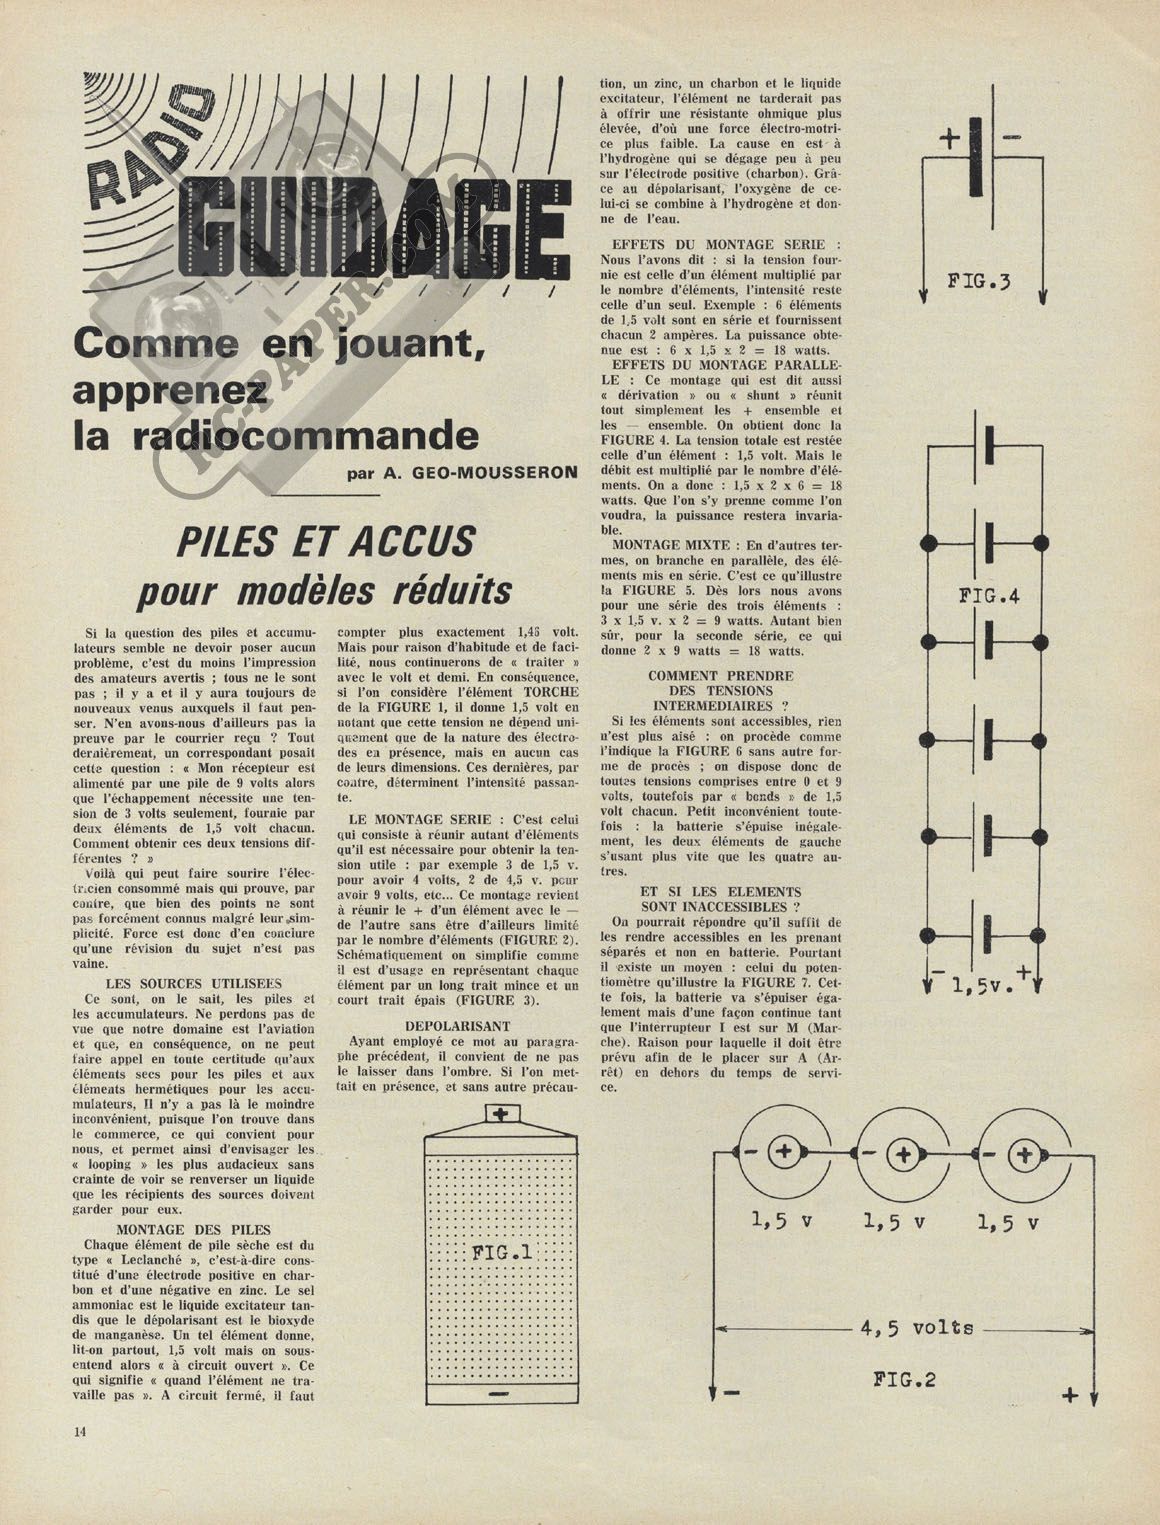 RADIO
GUIDAGE
RC-PAPER.COM
Comme en jouant,
apprenez
la radiocommande
par A. GEO-MOUSSERON
PILES ET ACCUS
pour modèles réduits
Si la question des piles et accumu-
lateurs semble ne devoir poser aucun
problème, c'est du moins l'impression
des amateurs avertis ; tous ne le sont
pas ; il y a et il y aura toujours de
nouveaux venus auxquels il faut pen-
ser. N'en avons-nous d'ailleurs pas la
preuve par le courrier reçu ? Tout
dernièrement, un correspondant posait
cette question : « Mon récepteur est
alimenté par une pile de 9 volts alors
que l'échappement nécessite une ten-
sion de 3 volts seulement, fournie par
deux éléments de 1,5 volt chacun.
Comment obtenir ces deux tensions dif-
férentes ? »
Voilà qui peut faire sourire l'élec-
tricien consommé mais qui prouve, par
contre, que bien des points ne sont
pas forcément connus malgré leur sim-
plicité. Force est donc d'en conclure
qu'une révision du sujet n'est pas
vaine.
LES SOURCES UTILISEES
Ce sont, on le sait, les piles et
les accumulateurs. Ne perdons pas de
vue que notre domaine est l'aviation
et que, en conséquence, on ne peut
faire appel en toute certitude qu'aux
éléments secs pour les piles et aux
éléments hermétiques pour les accu-
mulateurs, Il n'y a pas là le moindre
inconvénient, puisque l'on trouve dans
le commerce, ce qui convient pour
nous, et permet ainsi d'envisager les
« looping » les plus audacieux sans
crainte de voir se renverser un liquide
que les récipients des sources doivent
garder pour eux.
MONTAGE DES PILES
Chaque élément de pile sèche est du
type « Leclanché », c'est-à-dire cons-
titué d'une électrode positive en char-
bon et d'une négative en zinc. Le sel
ammoniac est le liquide excitateur tan-
dis que le dépolarisant est le bioxyde
de manganèse. Un tel élément donne,
lit-on partout, 1,5 volt mais on sous-
entend alors « à circuit ouvert ». Ce
qui signifie « quand l'élément ne tra-
vaille pas ». A circuit fermé, il faut
compter plus exactement 1,45 volt.
Mais pour raison d'habitude et de faci-
lité, nous continuerons de « traiter »
avec le volt et demi. En conséquence,
si l'on considère l'élément TORCHE
de la FIGURE 1, il donne 1,5 volt en
notant que cette tension ne dépend uni-
quement que de la nature des électro-
des en présence, mais en aucun cas
de leurs dimensions. Ces dernières, par
contre, déterminent l'intensité passan-
te.
LE MONTAGE SERIE : C'est celui
qui consiste à réunir autant d'éléments
qu'il est nécessaire pour obtenir la ten-
sion utile : par exemple 3 de 1,5 v.
pour avoir 4 volts, 2 de 4,5 v. pour
avoir 9 volts, etc... Ce montage revient
à réunir le + d'un élément avec le —
de l'autre sans être d'ailleurs limité
par le nombre d'éléments (FIGURE 2).
Schématiquement on simplifie comme
il est d'usage en représentant chaque
élément par un long trait mince et un
court trait épais (FIGURE 3).
DEPOLARISANT
Ayant employé ce mot au paragra-
phe précédent, il convient de ne pas
le laisser dans l'ombre. Si l'on met-
tait en présence, et sans autre précau-
tion, un zinc, un charbon et le liquide
excitateur, l'élément ne tarderait pas
à offrir une résistante ohmique plus
élevée, d'où une force électro-motri-
ce plus faible. La cause en est à
l'hydrogène qui se dégage peu à peu
sur l'électrode positive (charbon). Grâ-
ce au dépolarisant, l'oxygène de ce-
lui-ci se combine à l'hydrogène et don-
ne de l'eau.
EFFETS DU MONTAGE SERIE :
Nous l'avons dit : si la tension four-
nie est celle d'un élément multiplié par
le nombre d'éléments, l'intensité reste
celle d'un seul. Exemple : 6 éléments
de 1,5 volt sont en série et fournissent
chacun 2 ampères. La puissance obte-
nue est : 6 x 1,5 x 2 = 18 watts.
EFFETS DU MONTAGE PARALLE-
LE : Ce montage qui est dit aussi
« dérivation » ou « shunt » réunit
tout simplement les + ensemble et
les — ensemble. On obtient donc la
FIGURE 4. La tension totale est restée
celle d'un élément : 1,5 volt. Mais le
débit est multiplié par le nombre d'élé-
ments. On a donc : 1,5 x 2 x 6 = 18
watts. Que l'on s'y prenne comme l'on
voudra, la puissance restera invaria-
ble.
MONTAGE MIXTE : En d'autres ter-
mes, on branche en parallèle, des élé-
ments mis en série. C'est ce qu'illustre
la FIGURE 5. Dès lors nous avons
pour une série des trois éléments :
3 x 1,5 v. x 2 = 9 watts. Autant bien
sûr, pour la seconde série, ce qui
donne 2 x 9 watts = 18 watts.
COMMENT PRENDRE
DES TENSIONS
INTERMEDIAIRES ?
Si les éléments sont accessibles, rien
n'est plus aisé : on procède comme
l'indique la FIGURE 6 sans autre for-
me de procès ; on dispose donc de
toutes tensions comprises entre 0 et 9
volts, toutefois par « bonds » de 1,5
volt chacun. Petit inconvénient toute-
fois : la batterie s'épuise inégale-
ment, les deux éléments de gauche
s'usant plus vite que les quatre au-
tres.
ET SI LES ELEMENTS
SONT INACCESSIBLES ?
On pourrait répondre qu'il suffit de
les rendre accessibles en les prenant
séparés et non en batterie. Pourtant
il existe un moyen : celui du poten-
tiomètre qu'illustre la FIGURE 7. Cet-
te fois, la batterie va s'épuiser éga-
lement mais d'une façon continue tant
que l'interrupteur I est sur M (Mar-
che). Raison pour laquelle il doit être
prévu afin de le placer sur A (Ar-
rêt) en dehors du temps de servi-
ce.
+ -
FIG.3
FIG.4
- 1,5v. +
+
FIG.1
-
- + - + - +
1,5 v 1,5 v 1,5 v
4,5 volts
FIG.2
- +
14